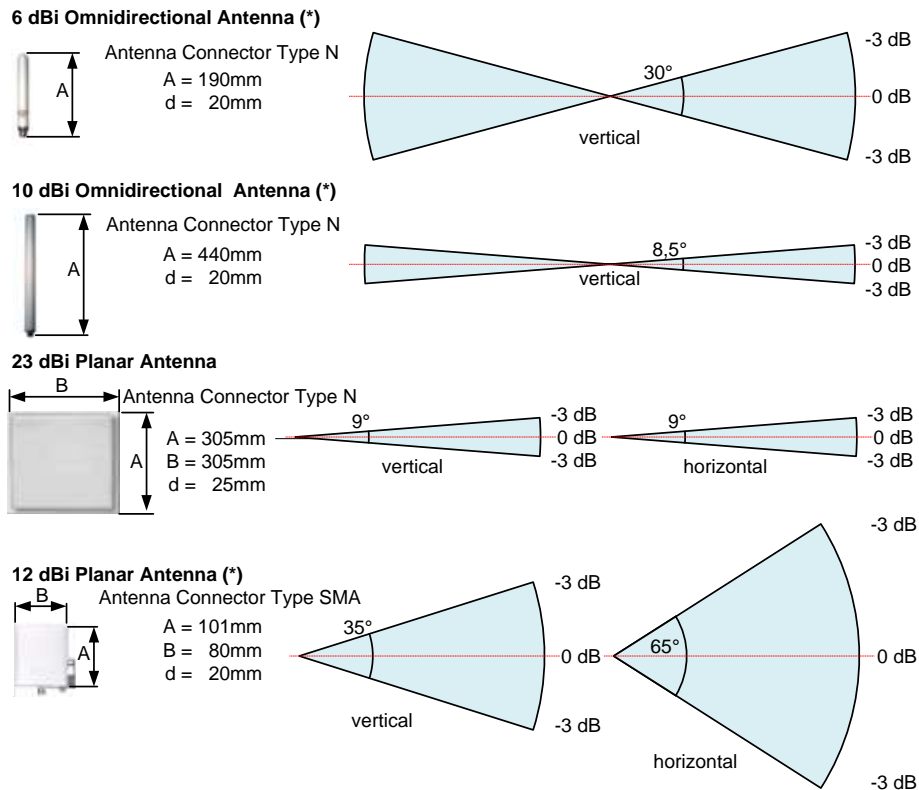 6 dBi Omnidirectional Antenna (*)
Antenna Connector Type N
A
A = 190mm
d = 20mm
30°
vertical
-3 dB
0 dB
-3 dB
10 dBi Omnidirectional Antenna (*)
Antenna Connector Type N
A
A = 440mm
d = 20mm
8,5°
vertical
-3 dB
0 dB
-3 dB
23 dBi Planar Antenna
B
Antenna Connector Type N
A
A = 305mm
B = 305mm
d = 25mm
9°
vertical
-3 dB
0 dB
-3 dB
9°
horizontal
-3 dB
0 dB
-3 dB
12 dBi Planar Antenna (*)
B
Antenna Connector Type SMA
A
A = 101mm
B = 80mm
d = 20mm
35°
vertical
-3 dB
0 dB
-3 dB
65°
horizontal
-3 dB
0 dB
-3 dB